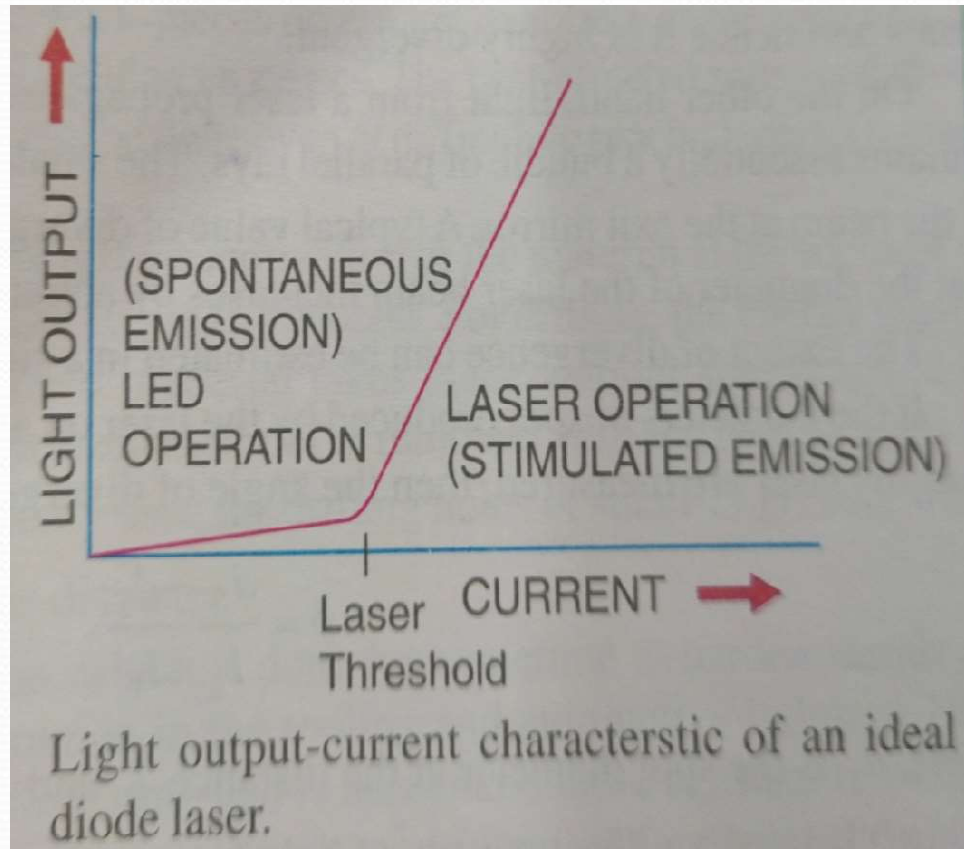 LIGHT OUTPUT
(SPONTANEOUS
EMISSION)
LED
OPERATION
LASER OPERATION
(STIMULATED EMISSION)
Laser
Threshold
CURRENT
Light output-current characterstic of an ideal
diode laser.